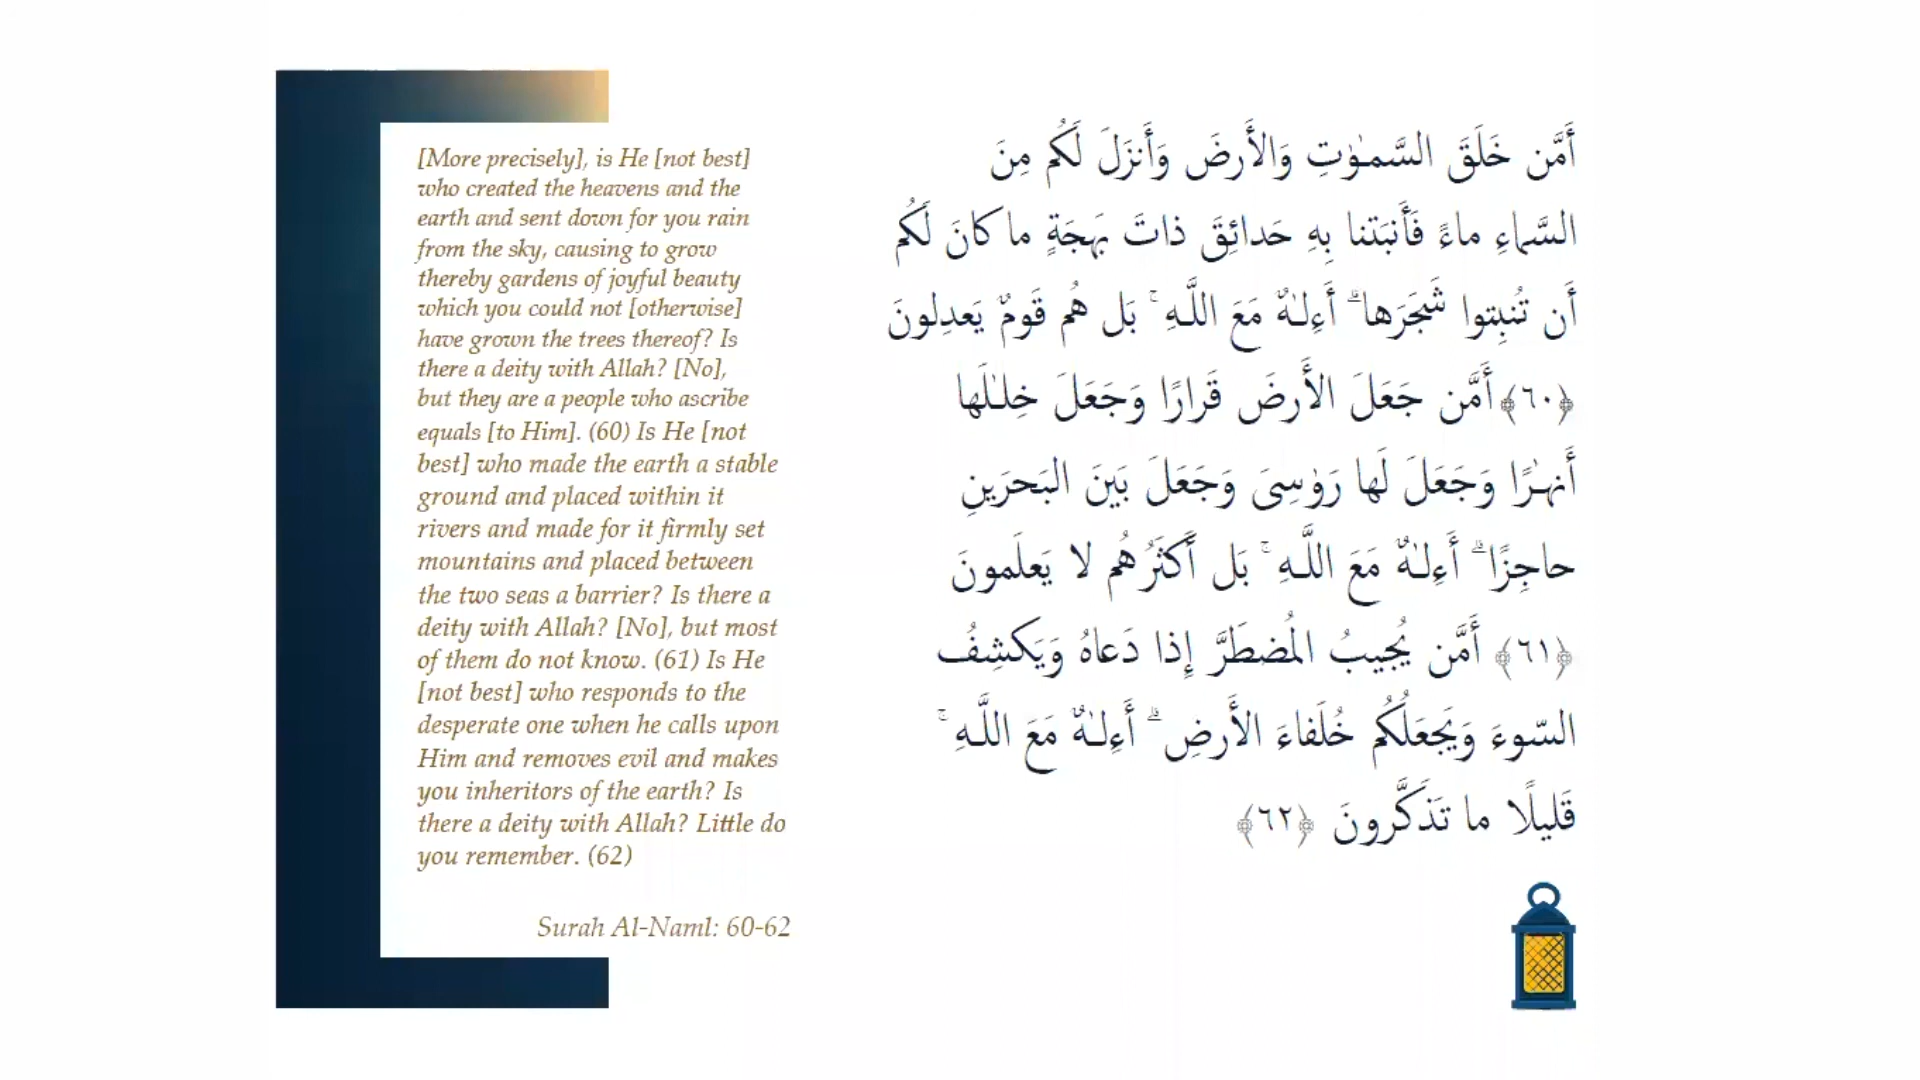 [More precisely], is He [not best]
who created the heavens and the
earth and sent down for you rain
from the sky, causing to grow
thereby gardens of joyful beauty
which you could not [otherwise]
have grown the trees thereof? Is
there a deity with Allah? [No],
but they are a people who ascribe
equals [to Him]. (60) Is He [not
best] who made the earth a stable
ground and placed within it
rivers and made for it firmly set
mountains and placed between
the two seas a barrier? Is there a
deity with Allah? [No], but most
of them do not know. (61) Is He
[not best] who responds to the
desperate one when he calls upon
Him and removes evil and makes
you inheritors of the earth? Is
there a deity with Allah? Little do
you remember. (62)
Surah Al-Naml: 60-62
أَمَّن خَلَقَ السَّمـٰوٰتِ وَالأَرضَ وَأَنزَلَ لَكُم مِنَ
السَّماءِ ماءً فَأَنبَتنا بِهِ حَدائِقَ ذاتَ بَهجَةٍ ما كانَ لَكُم
أَن تُنبِتوا شَجَرَها ۗ أَءِلـٰهٌ مَعَ اللَّـهِ ۚ بَل هُم قَومٌ يَعدِلونَ
﴿٦٠﴾ أَمَّن جَعَلَ الأَرضَ قَرارًا وَجَعَلَ خِلـٰلَها
أَنهـٰرًا وَجَعَلَ لَها رَوٰسِىَ وَجَعَلَ بَينَ البَحرَينِ
حاجِزًا ۗ أَءِلـٰهٌ مَعَ اللَّـهِ ۚ بَل أَكثَرُهُم لا يَعلَمونَ
﴿٦١﴾ أَمَّن يُجيبُ المُضطَرَّ إِذا دَعاهُ وَيَكشِفُ
السّوءَ وَيَجعَلُكُم خُلَفاءَ الأَرضِ ۗ أَءِلـٰهٌ مَعَ اللَّـهِ ۚ
قَليلًا ما تَذَكَّرونَ ﴿٦٢﴾